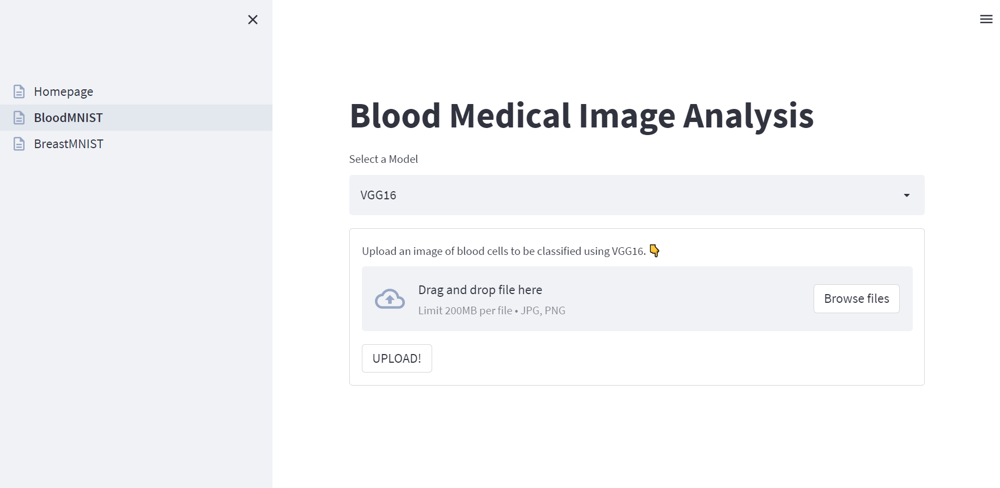 Homepage
BloodMNIST
BreastMNIST
Blood Medical Image Analysis
Select a Model
VGG16
Upload an image of blood cells to be classified using VGG16. 👇
Drag and drop file here
Limit 200MB per file • JPG, PNG
Browse files
UPLOAD!